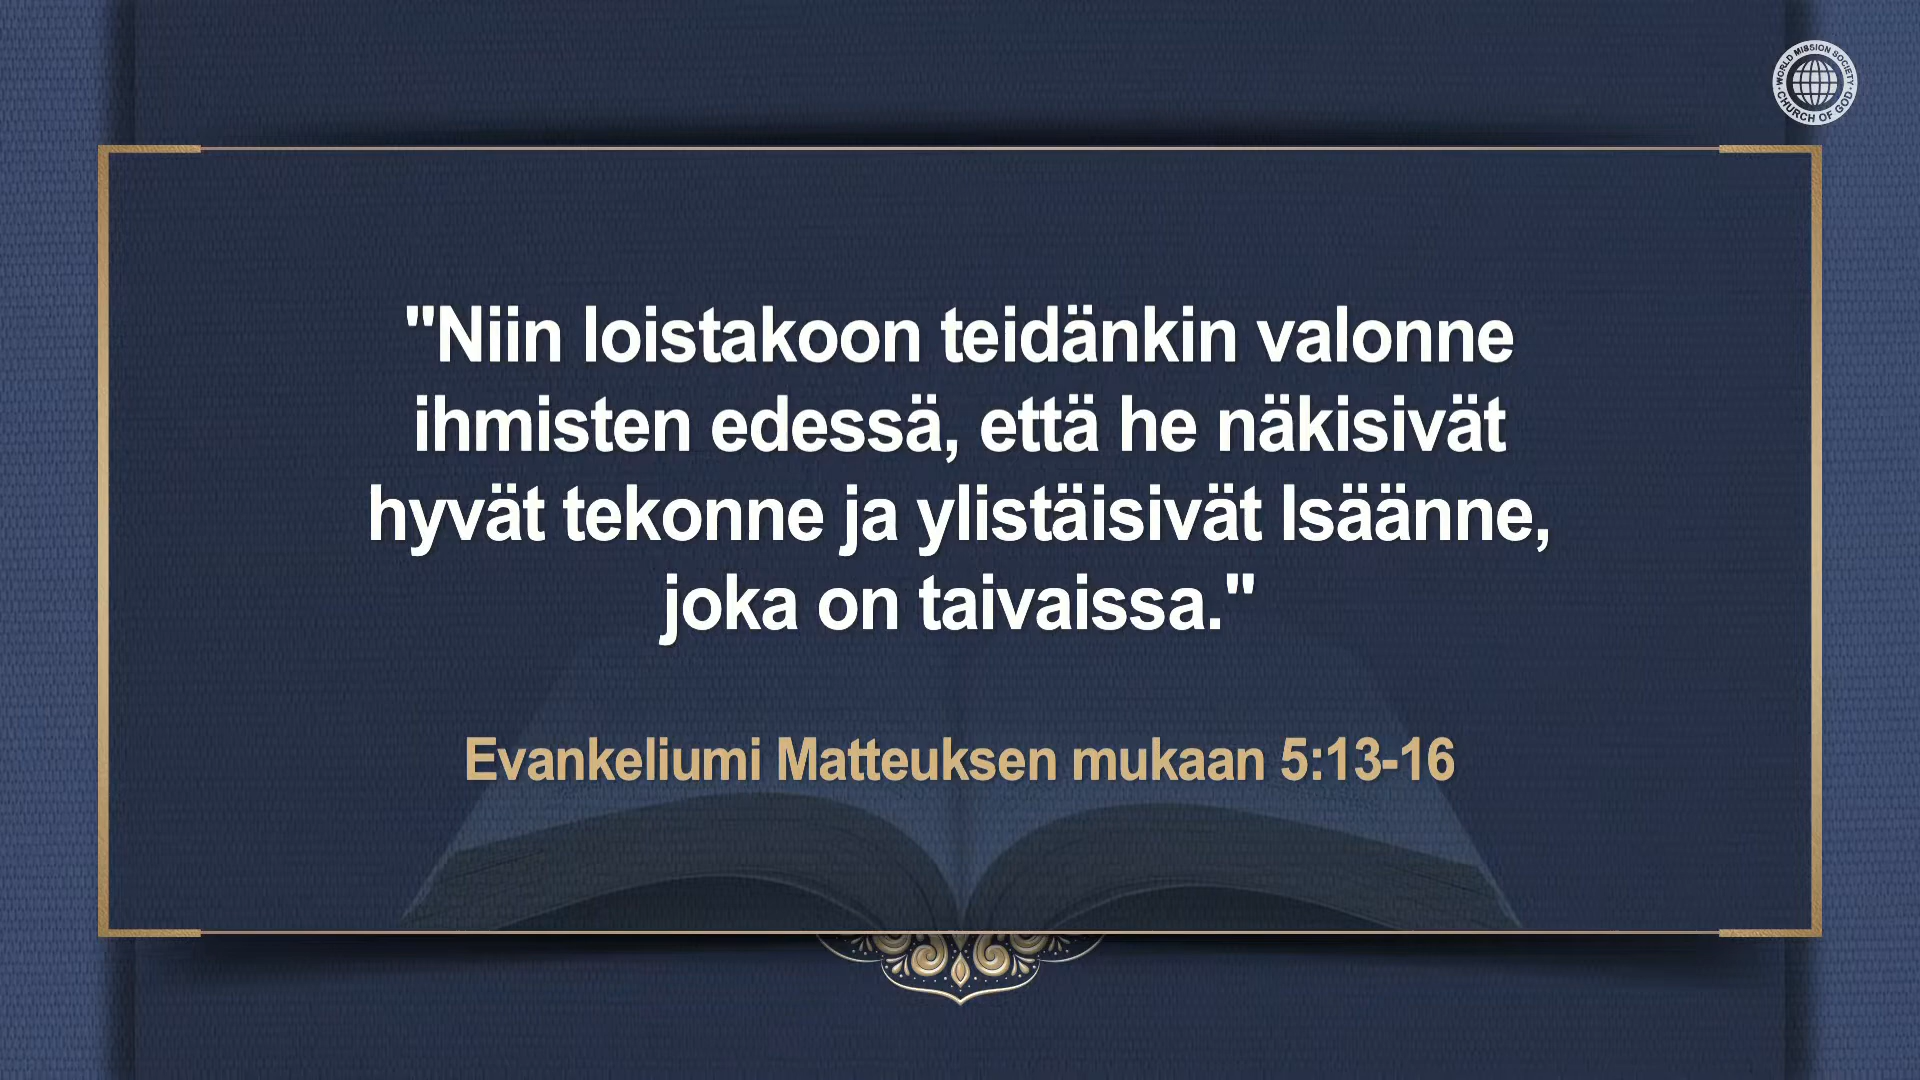 WORLD MISSION SOCIETY
CHURCH OF GOD
"Niin loistakoon teidänkin valonne
ihmisten edessä, että he näkisivät
hyvät tekonne ja ylistäisivät Isäänne,
joka on taivaissa."
Evankeliumi Matteuksen mukaan 5:13-16